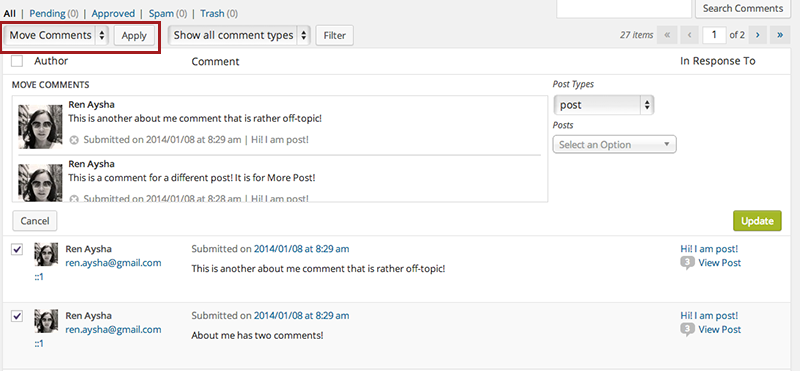 All | Pending (0) | Approved | Spam (0) | Trash (0)
Search Comments
Move Comments Apply Show all comment types Filter 27 items « ‹ 1 of 2 › »
Author Comment In Response To
MOVE COMMENTS
Ren Aysha
This is another about me comment that is rather off-topic!
Submitted on 2014/01/08 at 8:29 am | Hi! I am post!
Ren Aysha
This is a comment for a different post! It is for More Post!
Submitted on 2014/01/08 at 8:28 am | Hi! I am post!
Post Types
post
Posts
Select an Option
Cancel Update
Ren Aysha
ren.aysha@gmail.com
::1
Submitted on 2014/01/08 at 8:29 am
This is another about me comment that is rather off-topic!
Hi! I am post!
3 View Post
Ren Aysha
ren.aysha@gmail.com
::1
Submitted on 2014/01/08 at 8:29 am
About me has two comments!
Hi! I am post!
3 View Post